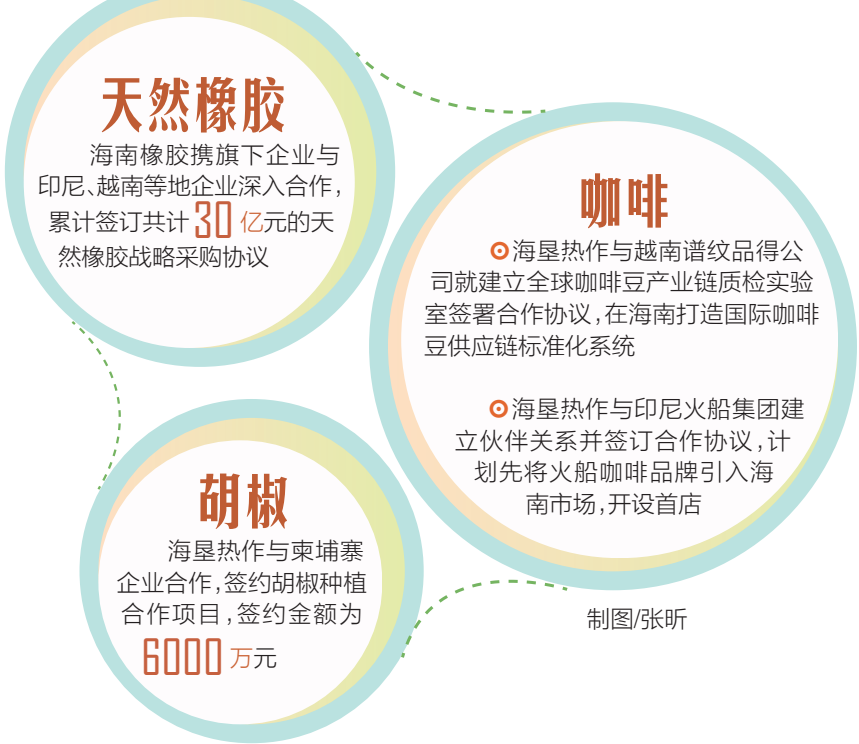 天然橡胶
海南橡胶携旗下企业与
印尼、越南等地企业深入合作，
累计签订共计30亿元的天
然橡胶战略采购协议
咖啡
海垦热作与越南谱纹品得公
司就建立全球咖啡豆产业链质检实验
室签署合作协议，在海南打造国际咖啡
豆供应链标准化系统
海垦热作与印尼火船集团建
立伙伴关系并签订合作协议，计
划先将火船咖啡品牌引入海
南市场，开设首店
胡椒
海垦热作与柬埔寨
企业合作，签约胡椒种植
合作项目，签约金额为
6000万元
制图/张昕